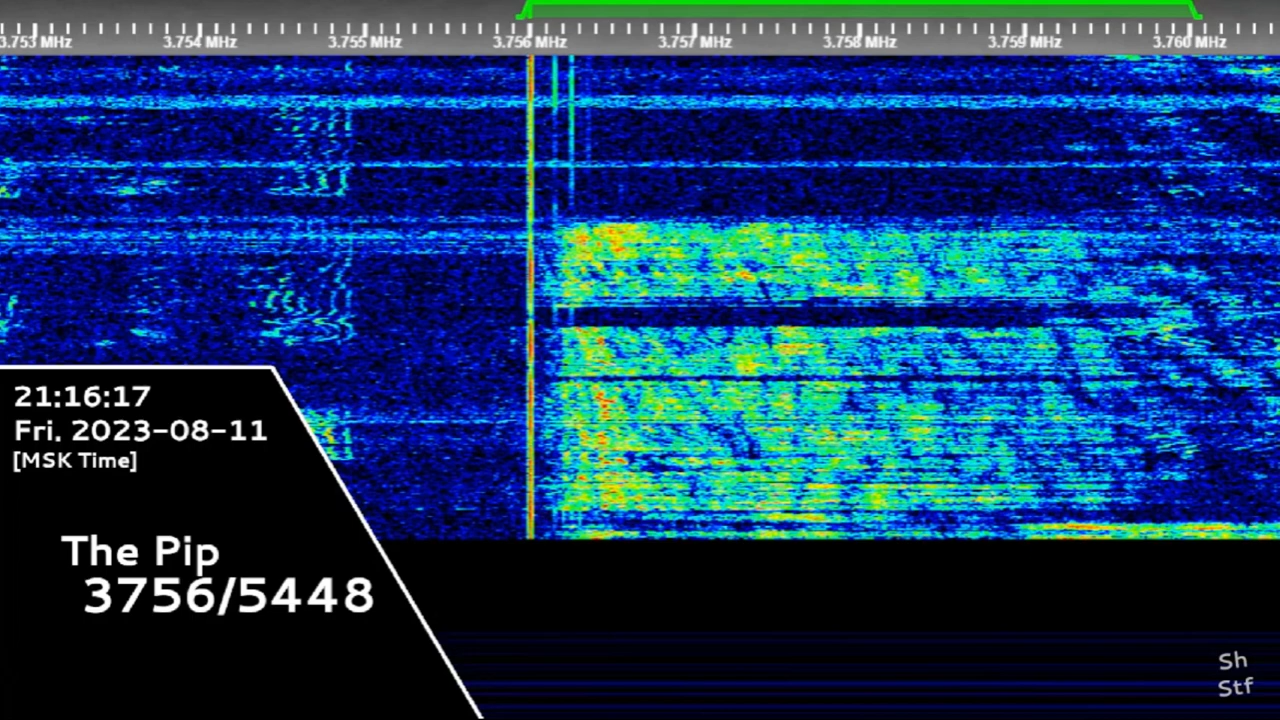 3.753 MHz 3.754 MHz 3.755 MHz 3.756 MHz 3.757 MHz 3.758 MHz 3.759 MHz 3.760 MHz
21:16:17
Fri. 2023-08-11
[MSK Time]
The Pip
3756/5448
Sh
Stf